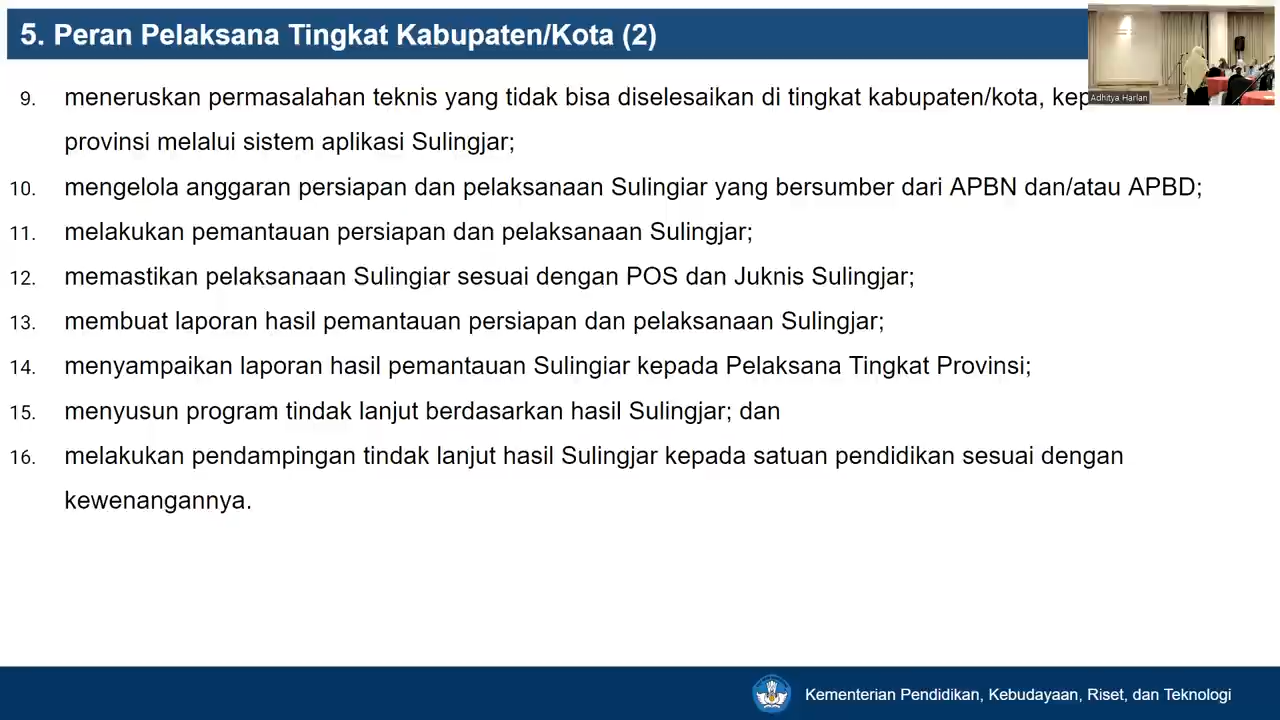 5. Peran Pelaksana Tingkat Kabupaten/Kota (2)
Adhitya Harlan
9. meneruskan permasalahan teknis yang tidak bisa diselesaikan di tingkat kabupaten/kota,
provinsi melalui sistem aplikasi Sulingjar;
10. mengelola anggaran persiapan dan pelaksanaan Sulingiar yang bersumber dari APBN dan/atau APBD;
11. melakukan pemantauan persiapan dan pelaksanaan Sulingjar;
12. memastikan pelaksanaan Sulingiar sesuai dengan POS dan Juknis Sulingjar;
13. membuat laporan hasil pemantauan persiapan dan pelaksanaan Sulingjar;
14. menyampaikan laporan hasil pemantauan Sulingiar kepada Pelaksana Tingkat Provinsi;
15. menyusun program tindak lanjut berdasarkan hasil Sulingjar; dan
16. melakukan pendampingan tindak lanjut hasil Sulingjar kepada satuan pendidikan sesuai dengan
kewenangannya.
Kementerian Pendidikan, Kebudayaan, Riset, dan Teknologi